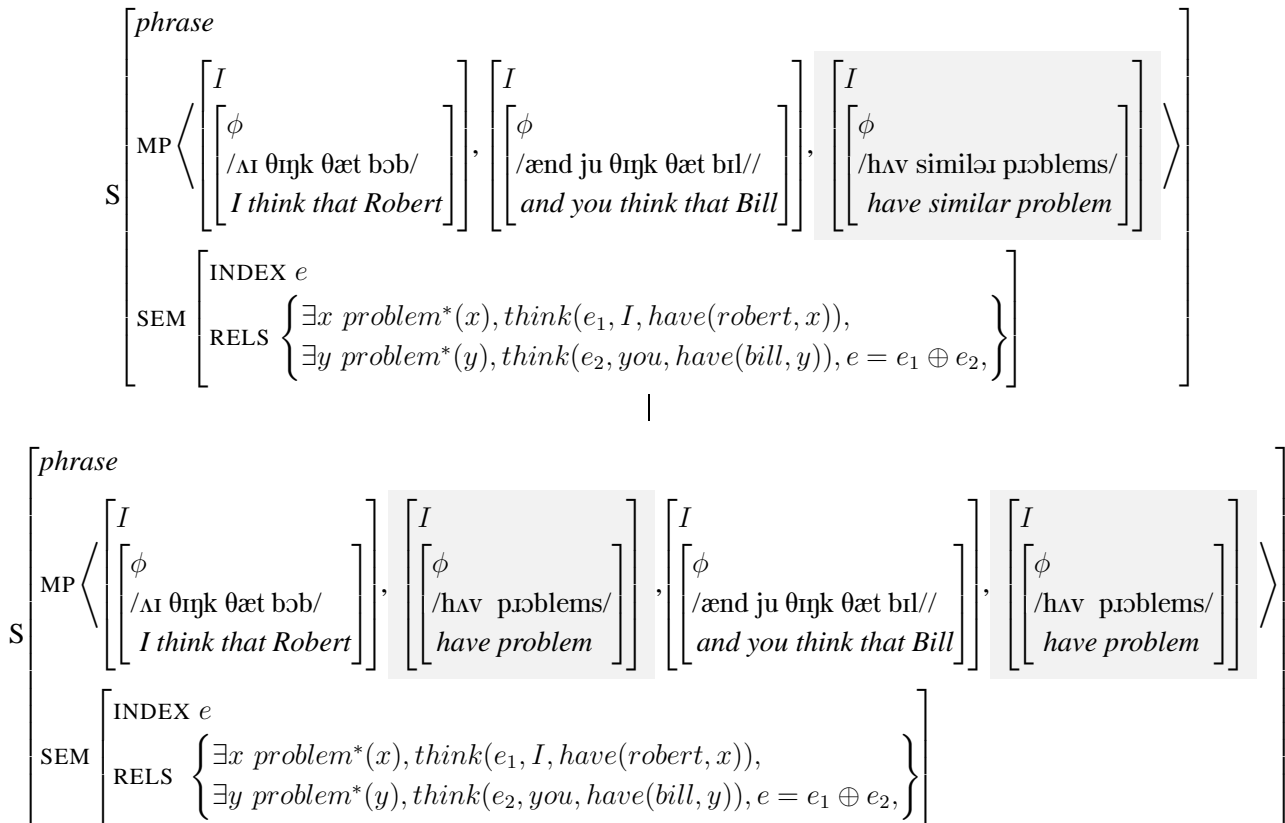 phrase
I I I
MP ⟨ ϕ , ϕ , ϕ ⟩
/ʌɪ θɪŋk θæt bɔb/ /ænd ju θɪŋk θæt bɪl// /hʌv similəɹ pɹɔblems/
S I think that Robert and you think that Bill have similar problem
INDEX e
SEM RELS { ∃x problem*(x), think(e₁, I, have(robert, x)),
∃y problem*(y), think(e₂, you, have(bill, y)), e = e₁ ⊕ e₂, }
phrase
I I I I
MP ⟨ ϕ , ϕ , ϕ , ϕ ⟩
/ʌɪ θɪŋk θæt bɔb/ /hʌv pɹɔblems/ /ænd ju θɪŋk θæt bɪl// /hʌv pɹɔblems/
S I think that Robert have problem and you think that Bill have problem
INDEX e
SEM RELS { ∃x problem*(x), think(e₁, I, have(robert, x)),
∃y problem*(y), think(e₂, you, have(bill, y)), e = e₁ ⊕ e₂, }